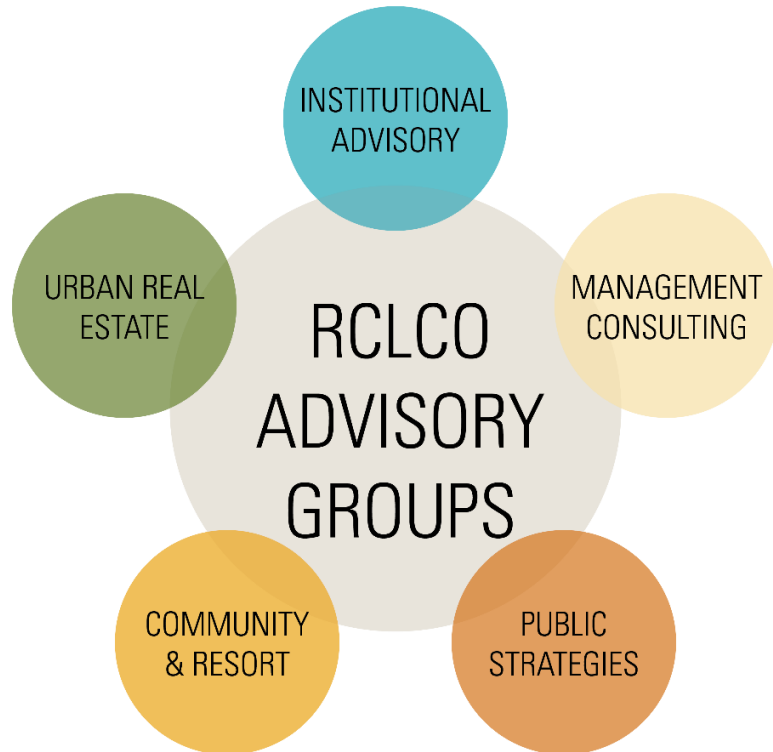 INSTITUTIONAL
ADVISORY
URBAN REAL
ESTATE
MANAGEMENT
CONSULTING
RCLCO
ADVISORY
GROUPS
COMMUNITY
& RESORT
PUBLIC
STRATEGIES